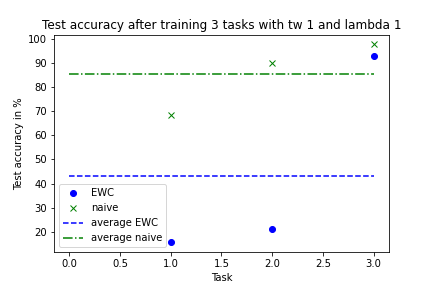 Test accuracy after training 3 tasks with tw 1 and lambda 1
100
90
80
70
60
50
40
30
20
Test accuracy in %
EWC
naive
average EWC
average naive
0.0 0.5 1.0 1.5 2.0 2.5 3.0
Task